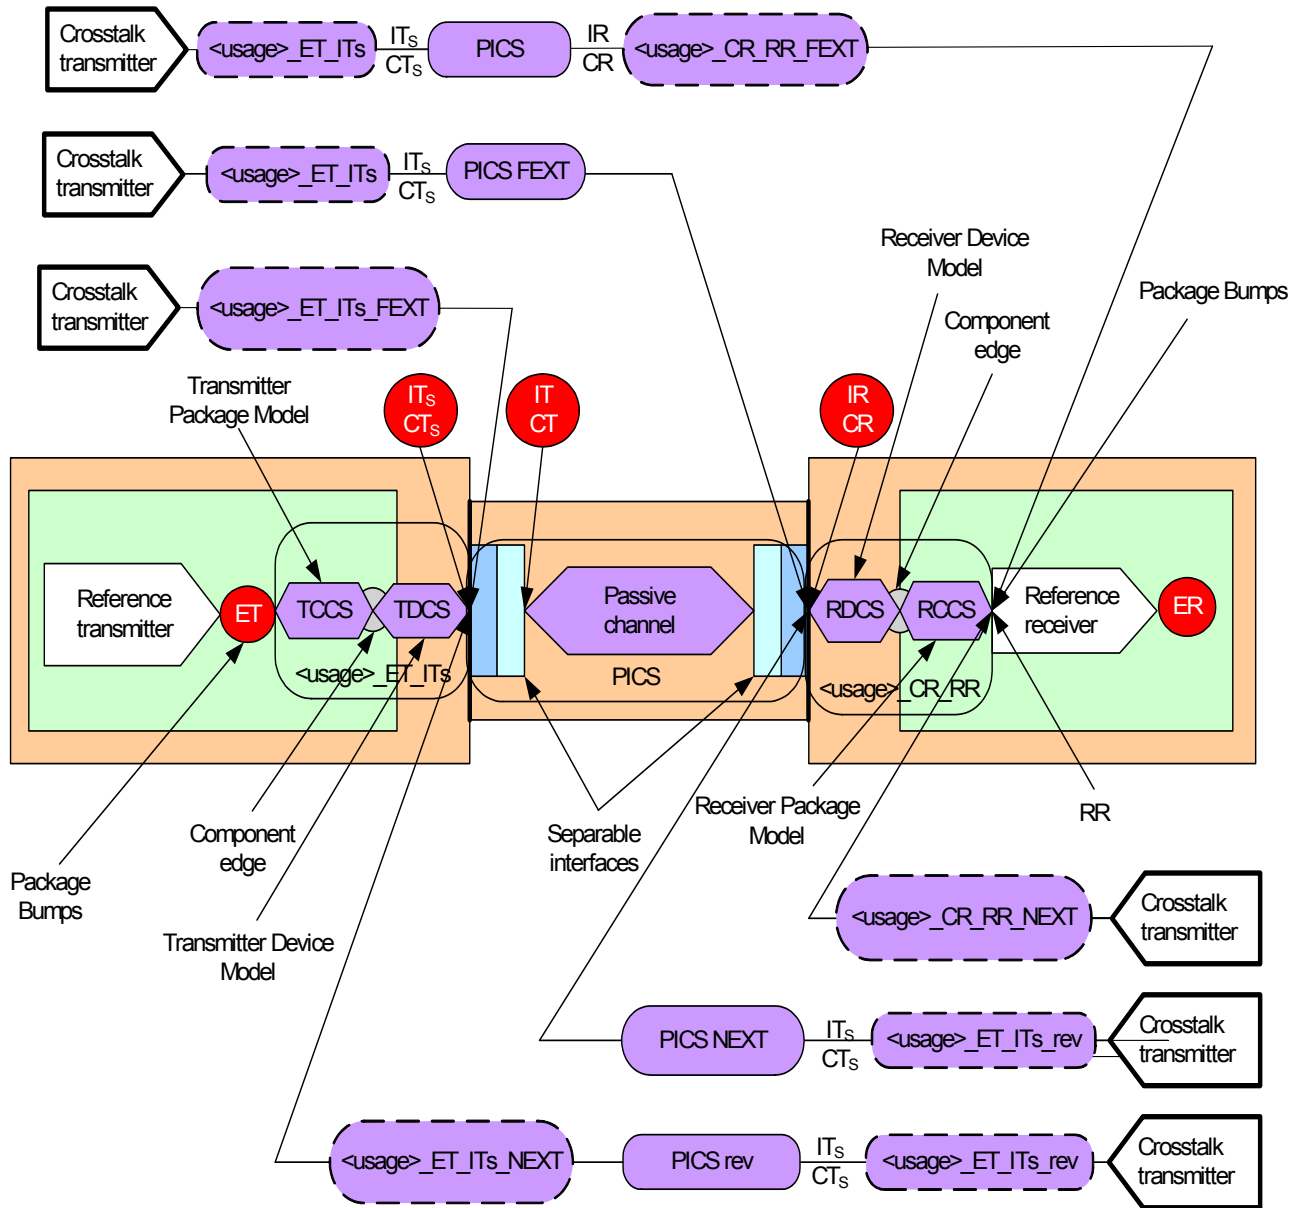 Crosstalk
transmitter
<usage>_ET_ITs
ITS
CTS
PICS
IR
CR
<usage>_CR_RR_FEXT
Crosstalk
transmitter
<usage>_ET_ITs
ITS
CTS
PICS FEXT
Crosstalk
transmitter
<usage>_ET_ITs_FEXT
Receiver Device
Model
Package Bumps
Component
edge
Transmitter
Package Model
ITS
CTS
IT
CT
IR
CR
Reference
transmitter
ET
TCCS
TDCS
<usage>_ET_ITs
Passive
channel
PICS
RDCS
RCCS
<usage>_CR_RR
Reference
receiver
ER
Package
Bumps
Component
edge
Transmitter Device
Model
Separable
interfaces
Receiver Package
Model
RR
<usage>_CR_RR_NEXT
Crosstalk
transmitter
PICS NEXT
ITS
CTS
<usage>_ET_ITs_rev
Crosstalk
transmitter
<usage>_ET_ITs_NEXT
PICS rev
ITS
CTS
<usage>_ET_ITs_rev
Crosstalk
transmitter